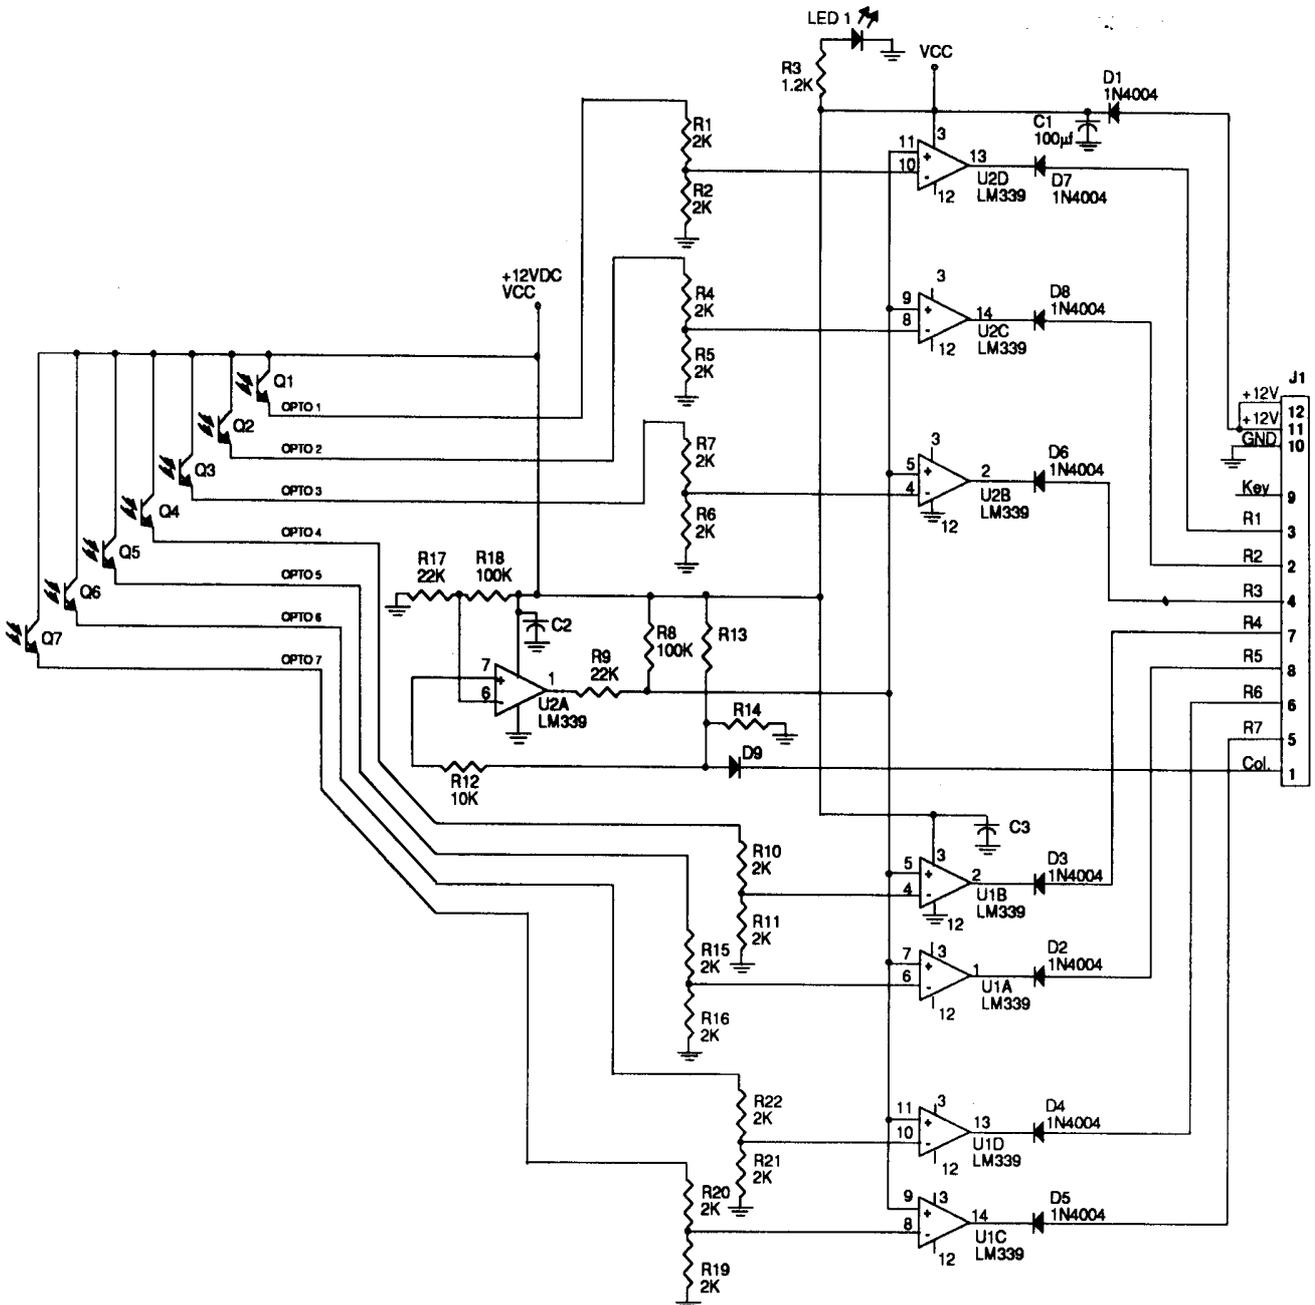 LED 1
VCC
R3
1.2K
D1
1N4004
C1
100µf
R1
2K
R2
2K
11
10
3
13
12
U2D
LM339
D7
1N4004
+12VDC
VCC
R4
2K
R5
2K
9
8
3
14
12
U2C
LM339
D8
1N4004
Q1
OPTO 1
Q2
OPTO 2
Q3
OPTO 3
Q4
OPTO 4
Q5
OPTO 5
Q6
OPTO 6
Q7
OPTO 7
R7
2K
R6
2K
5
4
3
2
12
U2B
LM339
D6
1N4004
J1
+12V
12
+12V
11
GND
10
Key
9
R1
3
R2
2
R3
4
R4
7
R5
8
R6
6
R7
5
Col.
1
R17
22K
R18
100K
C2
7
6
1
U2A
LM339
R9
22K
R8
100K
R13
R14
D9
R12
10K
C3
R10
2K
R11
2K
5
4
3
2
12
U1B
LM339
D3
1N4004
R15
2K
R16
2K
7
6
3
1
12
U1A
LM339
D2
1N4004
R22
2K
R21
2K
11
10
3
13
12
U1D
LM339
D4
1N4004
R20
2K
R19
2K
9
8
3
14
12
U1C
LM339
D5
1N4004